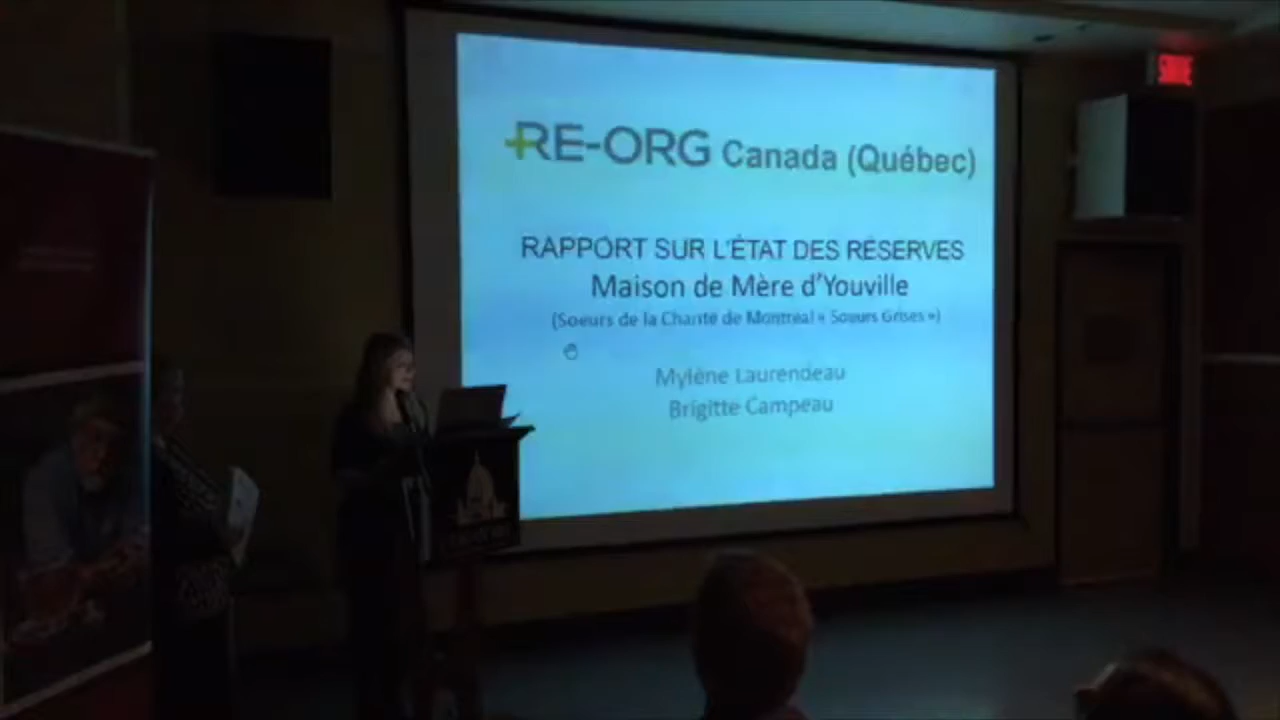 RE-ORG Canada (Québec)
RAPPORT SUR L'ÉTAT DES RÉSERVES
Maison de Mère d'Youville
(Soeurs de la Charité de Montréal « Soeurs Grises »)
Mylène Laurendeau
Brigitte Campeau
SORTIE